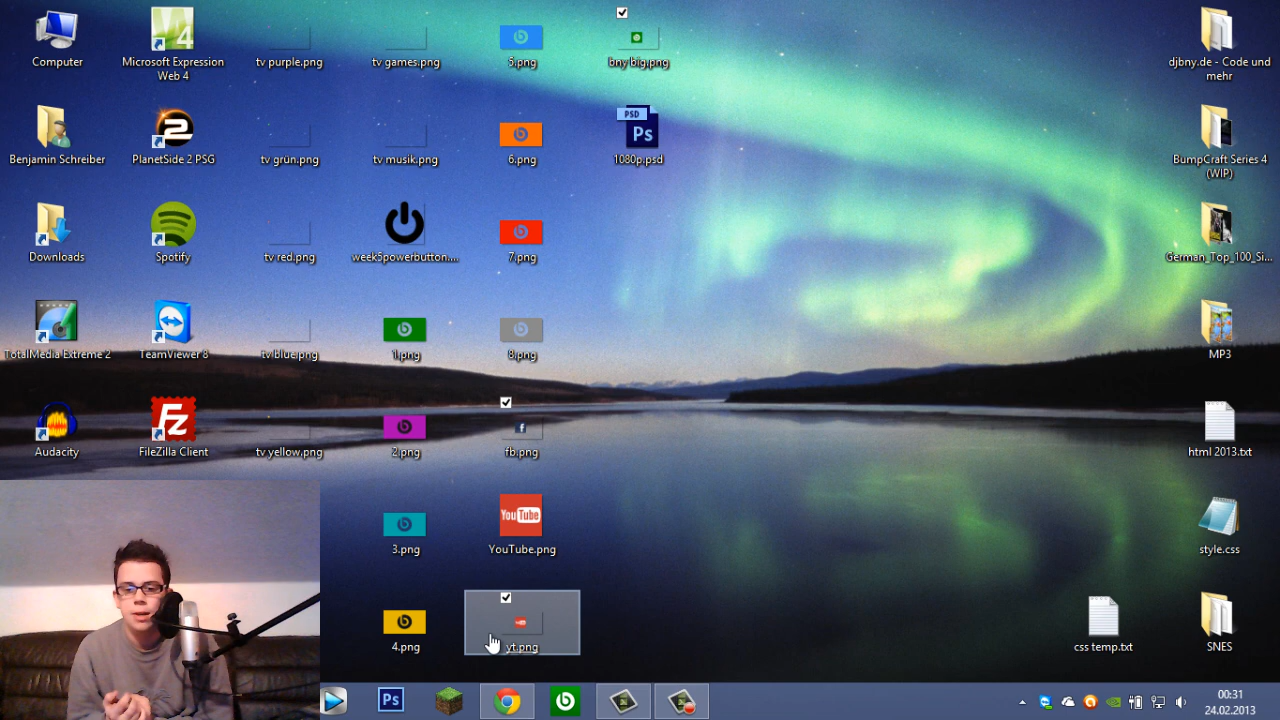 Computer
Microsoft Expression
Web 4
tv purple.png
tv games.png
5.png
bny big.png
djbny.de - Code und
mehr
Benjamin Schreiber
PlanetSide 2 PSG
tv grün.png
tv musik.png
6.png
PSD
Ps
1080p.psd
BumpCraft Series 4
(WIP)
Downloads
Spotify
tv red.png
week5powerbutton....
7.png
German_Top_100_Si...
TotalMedia Extreme 2
TeamViewer 8
tv blue.png
1.png
8.png
MP3
Audacity
Fz
FileZilla Client
tv yellow.png
2.png
fb.png
html 2013.txt
3.png
YouTube
YouTube.png
style.css
4.png
yt.png
css temp.txt
SNES
Ps
00:31
24.02.2013